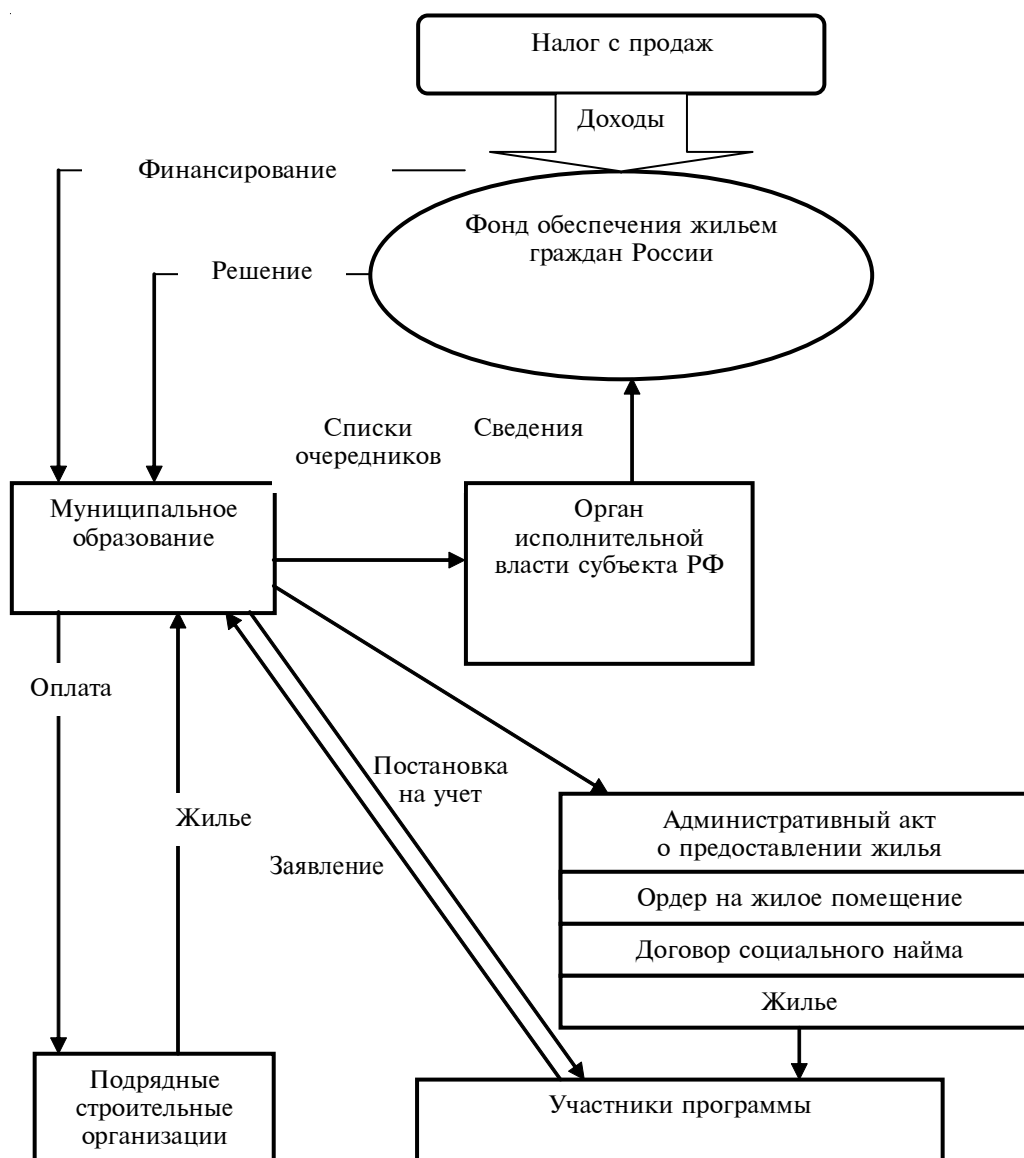 Налог с продаж
Доходы
Финансирование
Фонд обеспечения жильем
граждан России
Решение
Списки
очередников
Сведения
Муниципальное
образование
Орган
исполнительной
власти субъекта РФ
Оплата
Постановка
на учет
Жилье
Заявление
Административный акт
о предоставлении жилья
Ордер на жилое помещение
Договор социального найма
Жилье
Подрядные
строительные
организации
Участники программы